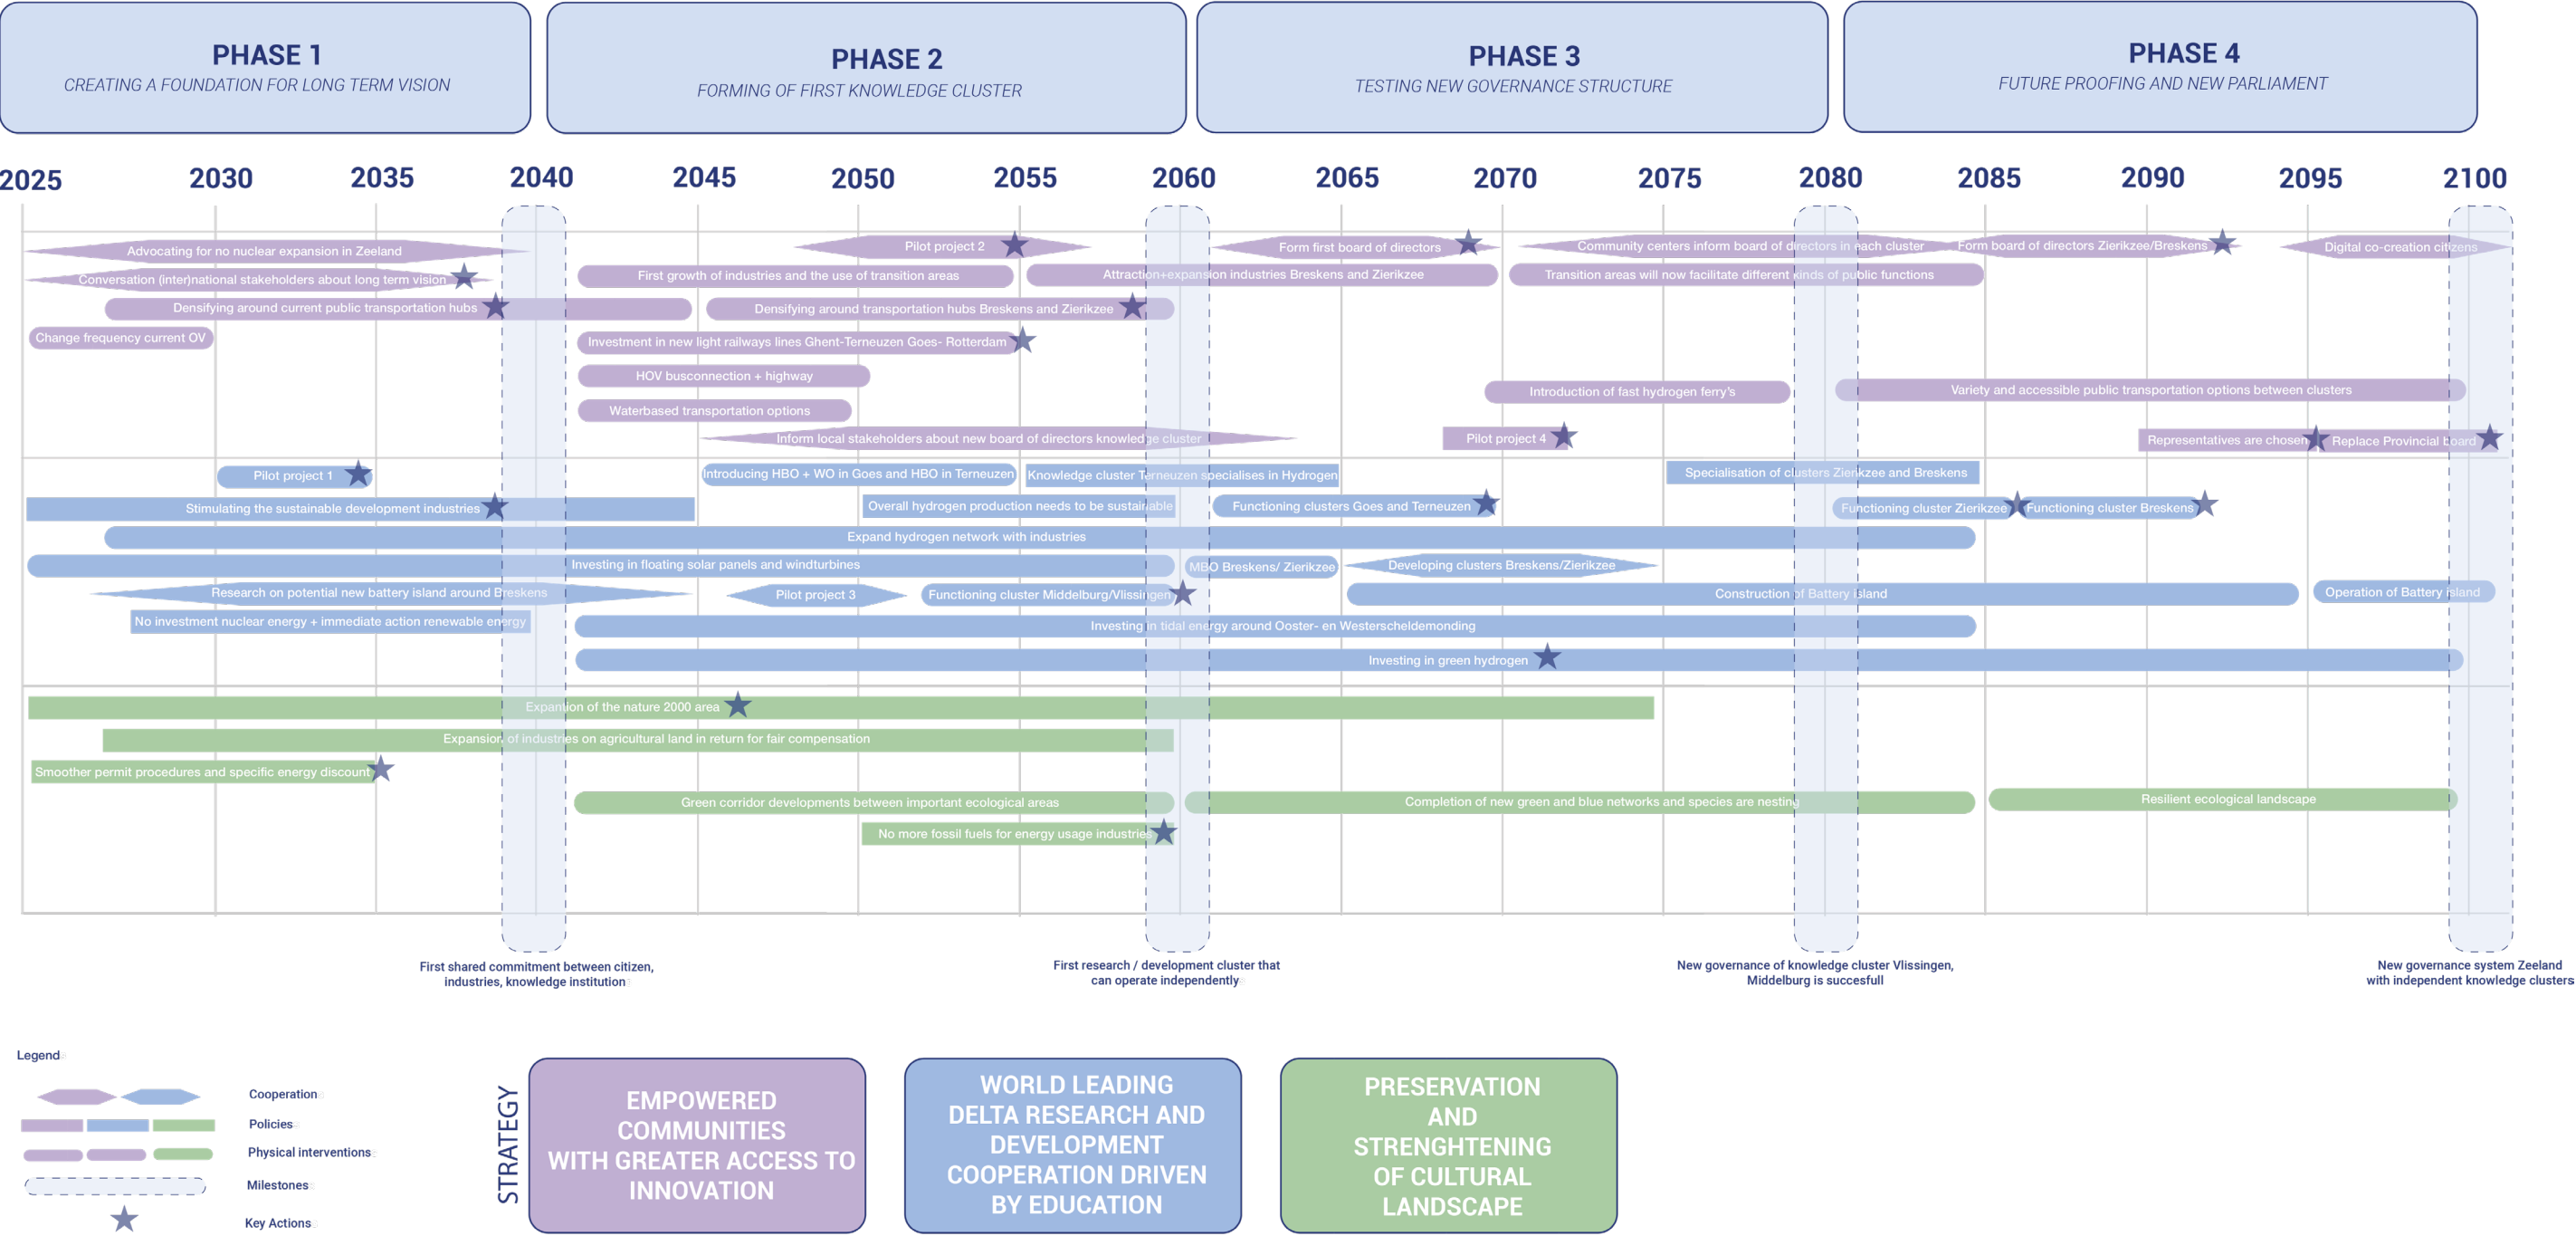 PHASE 1
CREATING A FOUNDATION FOR LONG TERM VISION
PHASE 2
FORMING OF FIRST KNOWLEDGE CLUSTER
PHASE 3
TESTING NEW GOVERNANCE STRUCTURE
PHASE 4
FUTURE PROOFING AND NEW PARLIAMENT
2025 2030 2035 2040 2045 2050 2055 2060 2065 2070 2075 2080 2085 2090 2095 2100
Advocating for no nuclear expansion in Zeeland
Pilot project 2
Form first board of directors
Community centers inform board of directors in each cluster
Form board of directors Zierikzee/Breskens
Digital co-creation citizens
Conversation (inter)national stakeholders about long term vision
First growth of industries and the use of transition areas
Attraction+expansion industries Breskens and Zierikzee
Transition areas will now facilitate different kinds of public functions
Densifying around current public transportation hubs
Densifying around transportation hubs Breskens and Zierikzee
Change frequency current OV
Investment in new light railways lines Ghent-Terneuzen Goes- Rotterdam
HOV busconnection + highway
Introduction of fast hydrogen ferry's
Variety and accessible public transportation options between clusters
Waterbased transportation options
Inform local stakeholders about new board of directors knowledge cluster
Pilot project 4
Representatives are chosen
Replace Provincial board
Pilot project 1
Introducing HBO + WO in Goes and HBO in Terneuzen
Knowledge cluster Terneuzen specialises in Hydrogen
Specialisation of clusters Zierikzee and Breskens
Stimulating the sustainable development industries
Overall hydrogen production needs to be sustainable
Functioning clusters Goes and Terneuzen
Functioning cluster Zierikzee
Functioning cluster Breskens
Expand hydrogen network with industries
Investing in floating solar panels and windturbines
MBO Breskens/ Zierikzee
Developing clusters Breskens/Zierikzee
Research on potential new battery island around Breskens
Pilot project 3
Functioning cluster Middelburg/Vlissingen
Construction of Battery island
Operation of Battery island
No investment nuclear energy + immediate action renewable energy
Investing in tidal energy around Ooster- en Westerscheldemonding
Investing in green hydrogen
Expansion of the nature 2000 area
Expansion of industries on agricultural land in return for fair compensation
Smoother permit procedures and specific energy discount
Green corridor developments between important ecological areas
Completion of new green and blue networks and species are nesting
Resilient ecological landscape
No more fossil fuels for energy usage industries
First shared commitment between citizen,
industries, knowledge institution
First research / development cluster that
can operate independently
New governance of knowledge cluster Vlissingen,
Middelburg is succesfull
New governance system Zeeland
with independent knowledge clusters
Legend
Cooperation
Policies
Physical interventions
Milestones
Key Actions
STRATEGY
EMPOWERED
COMMUNITIES
WITH GREATER ACCESS TO
INNOVATION
WORLD LEADING
DELTA RESEARCH AND
DEVELOPMENT
COOPERATION DRIVEN
BY EDUCATION
PRESERVATION
AND
STRENGHTENING
OF CULTURAL
LANDSCAPE